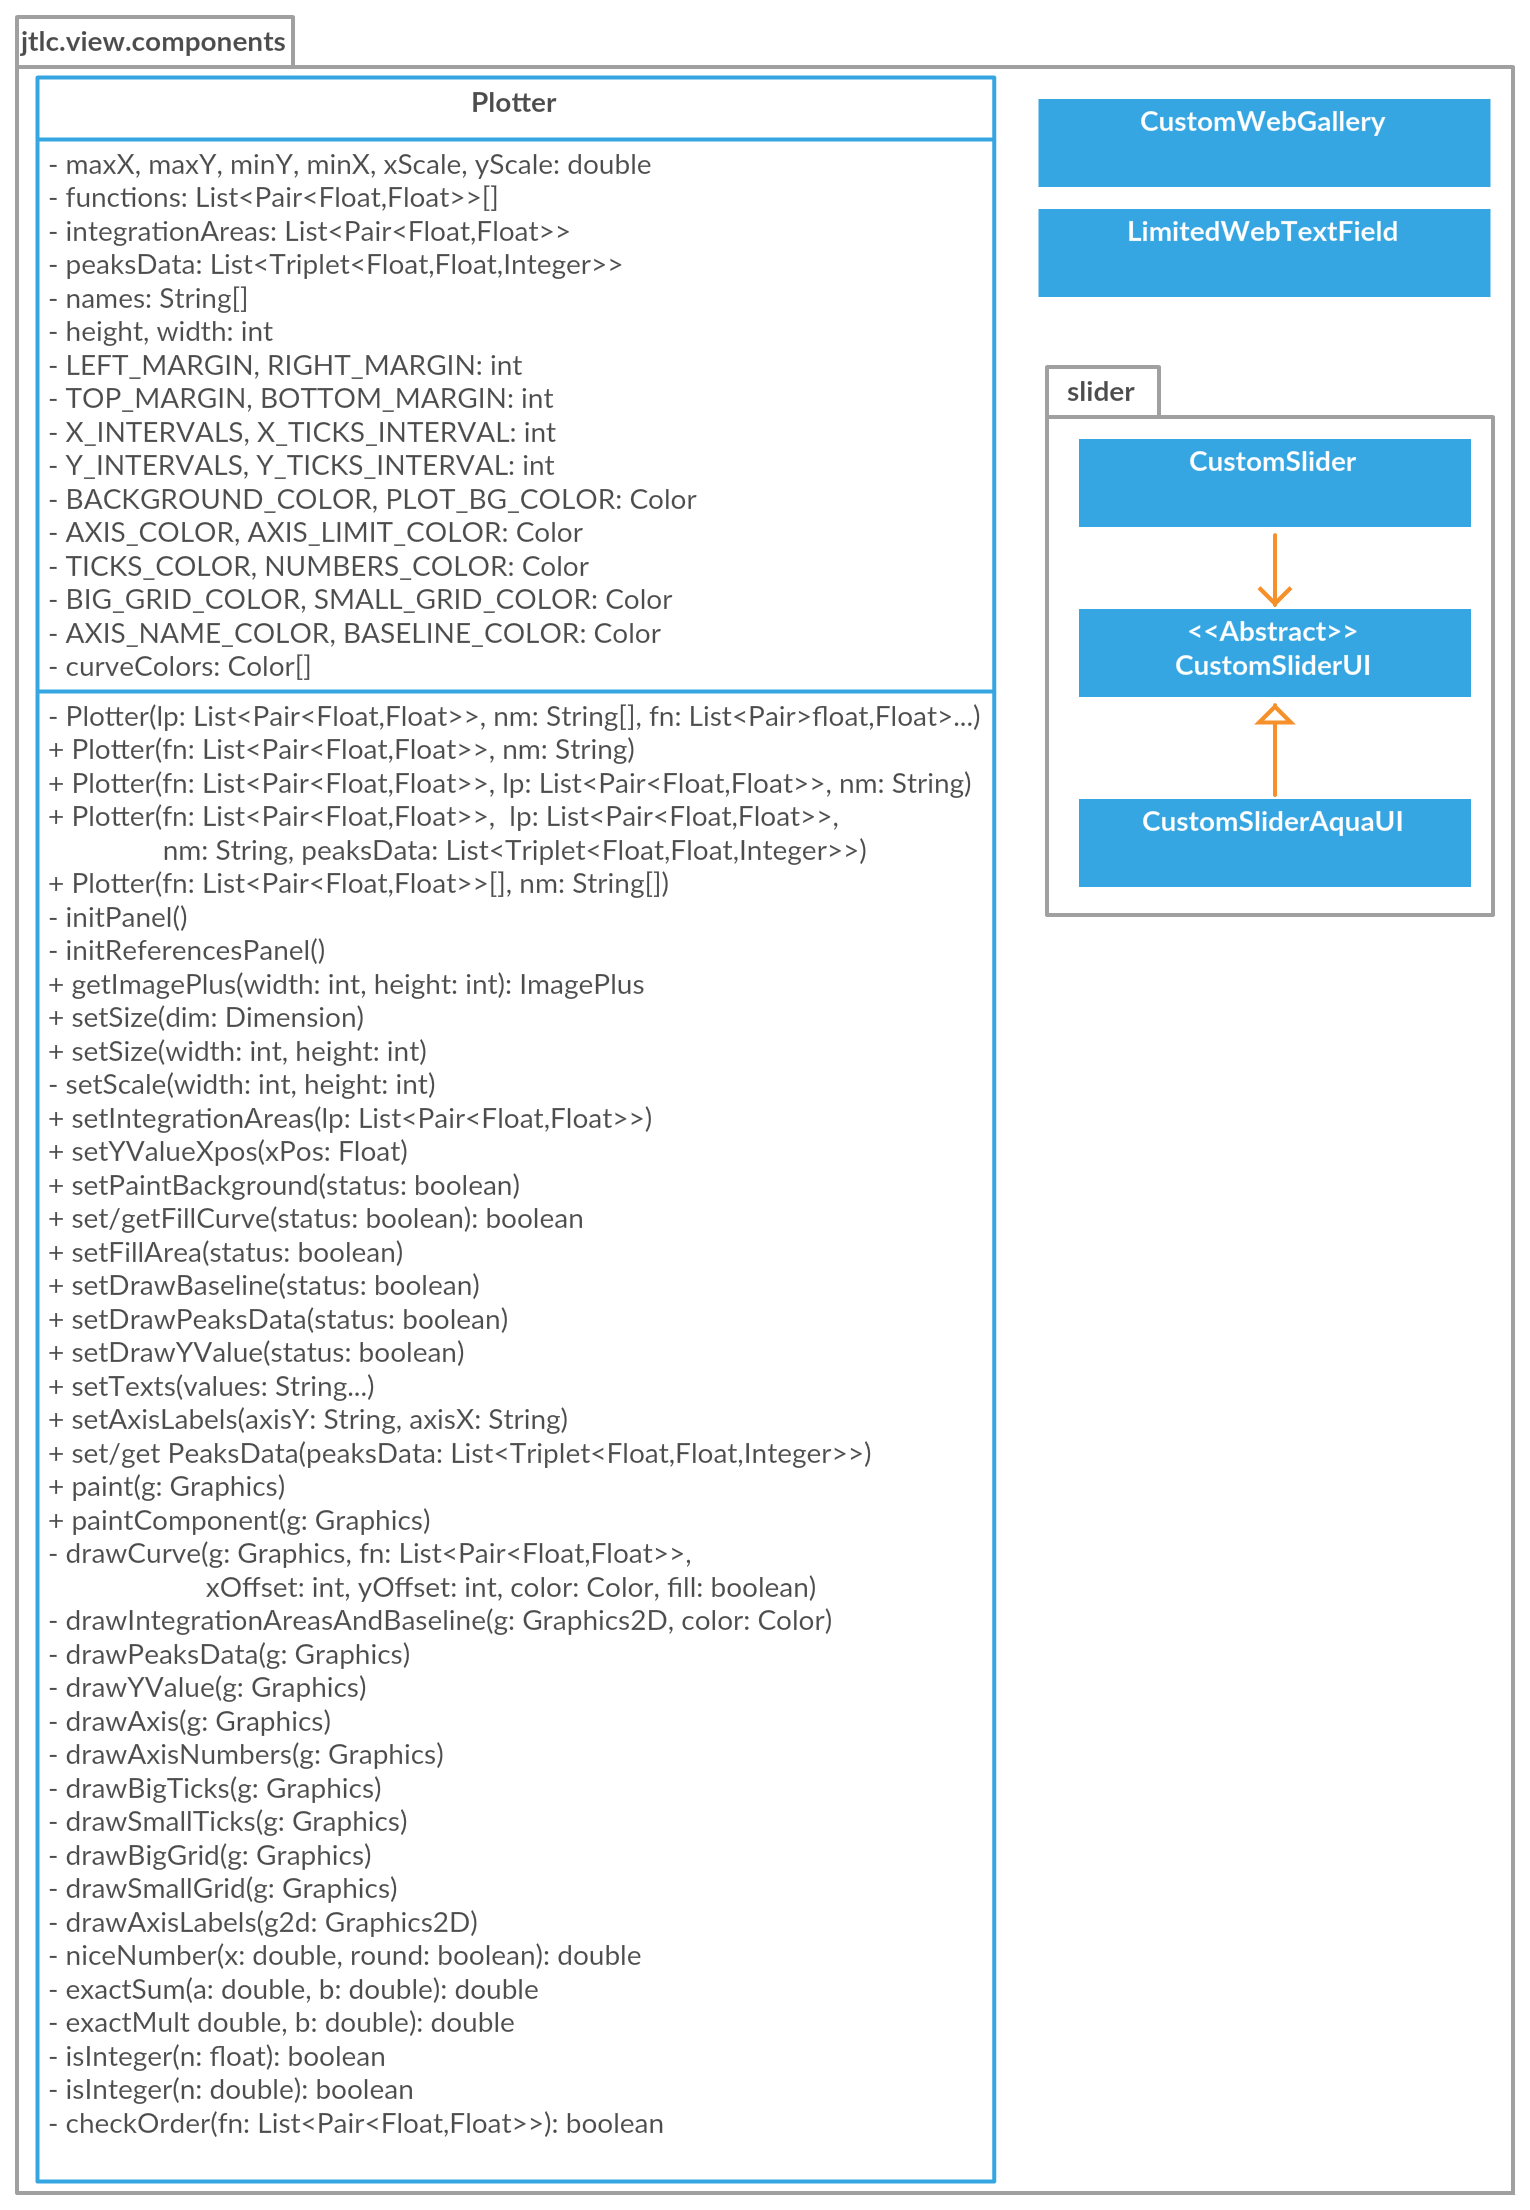 jtlc.view.components
Plotter
- maxX, maxY, minY, minX, xScale, yScale: double
- functions: List<Pair<Float,Float>>[]
- integrationAreas: List<Pair<Float,Float>>
- peaksData: List<Triplet<Float,Float,Integer>>
- names: String[]
- height, width: int
- LEFT_MARGIN, RIGHT_MARGIN: int
- TOP_MARGIN, BOTTOM_MARGIN: int
- X_INTERVALS, X_TICKS_INTERVAL: int
- Y_INTERVALS, Y_TICKS_INTERVAL: int
- BACKGROUND_COLOR, PLOT_BG_COLOR: Color
- AXIS_COLOR, AXIS_LIMIT_COLOR: Color
- TICKS_COLOR, NUMBERS_COLOR: Color
- BIG_GRID_COLOR, SMALL_GRID_COLOR: Color
- AXIS_NAME_COLOR, BASELINE_COLOR: Color
- curveColors: Color[]
- Plotter(lp: List<Pair<Float,Float>>, nm: String[], fn: List<Pair>float,Float>...)
+ Plotter(fn: List<Pair<Float,Float>>, nm: String)
+ Plotter(fn: List<Pair<Float,Float>>, lp: List<Pair<Float,Float>>, nm: String)
+ Plotter(fn: List<Pair<Float,Float>>,  lp: List<Pair<Float,Float>>,
nm: String, peaksData: List<Triplet<Float,Float,Integer>>)
+ Plotter(fn: List<Pair<Float,Float>>[], nm: String[])
- initPanel()
- initReferencesPanel()
+ getImagePlus(width: int, height: int): ImagePlus
+ setSize(dim: Dimension)
+ setSize(width: int, height: int)
- setScale(width: int, height: int)
+ setIntegrationAreas(lp: List<Pair<Float,Float>>)
+ setYValueXpos(xPos: Float)
+ setPaintBackground(status: boolean)
+ set/getFillCurve(status: boolean): boolean
+ setFillArea(status: boolean)
+ setDrawBaseline(status: boolean)
+ setDrawPeaksData(status: boolean)
+ setDrawYValue(status: boolean)
+ setTexts(values: String...)
+ setAxisLabels(axisY: String, axisX: String)
+ set/get PeaksData(peaksData: List<Triplet<Float,Float,Integer>>)
+ paint(g: Graphics)
+ paintComponent(g: Graphics)
- drawCurve(g: Graphics, fn: List<Pair<Float,Float>>,
xOffset: int, yOffset: int, color: Color, fill: boolean)
- drawIntegrationAreasAndBaseline(g: Graphics2D, color: Color)
- drawPeaksData(g: Graphics)
- drawYValue(g: Graphics)
- drawAxis(g: Graphics)
- drawAxisNumbers(g: Graphics)
- drawBigTicks(g: Graphics)
- drawSmallTicks(g: Graphics)
- drawBigGrid(g: Graphics)
- drawSmallGrid(g: Graphics)
- drawAxisLabels(g2d: Graphics2D)
- niceNumber(x: double, round: boolean): double
- exactSum(a: double, b: double): double
- exactMult double, b: double): double
- isInteger(n: float): boolean
- isInteger(n: double): boolean
- checkOrder(fn: List<Pair<Float,Float>>): boolean
CustomWebGallery
LimitedWebTextField
slider
CustomSlider
<<Abstract>>
CustomSliderUI
CustomSliderAquaUI